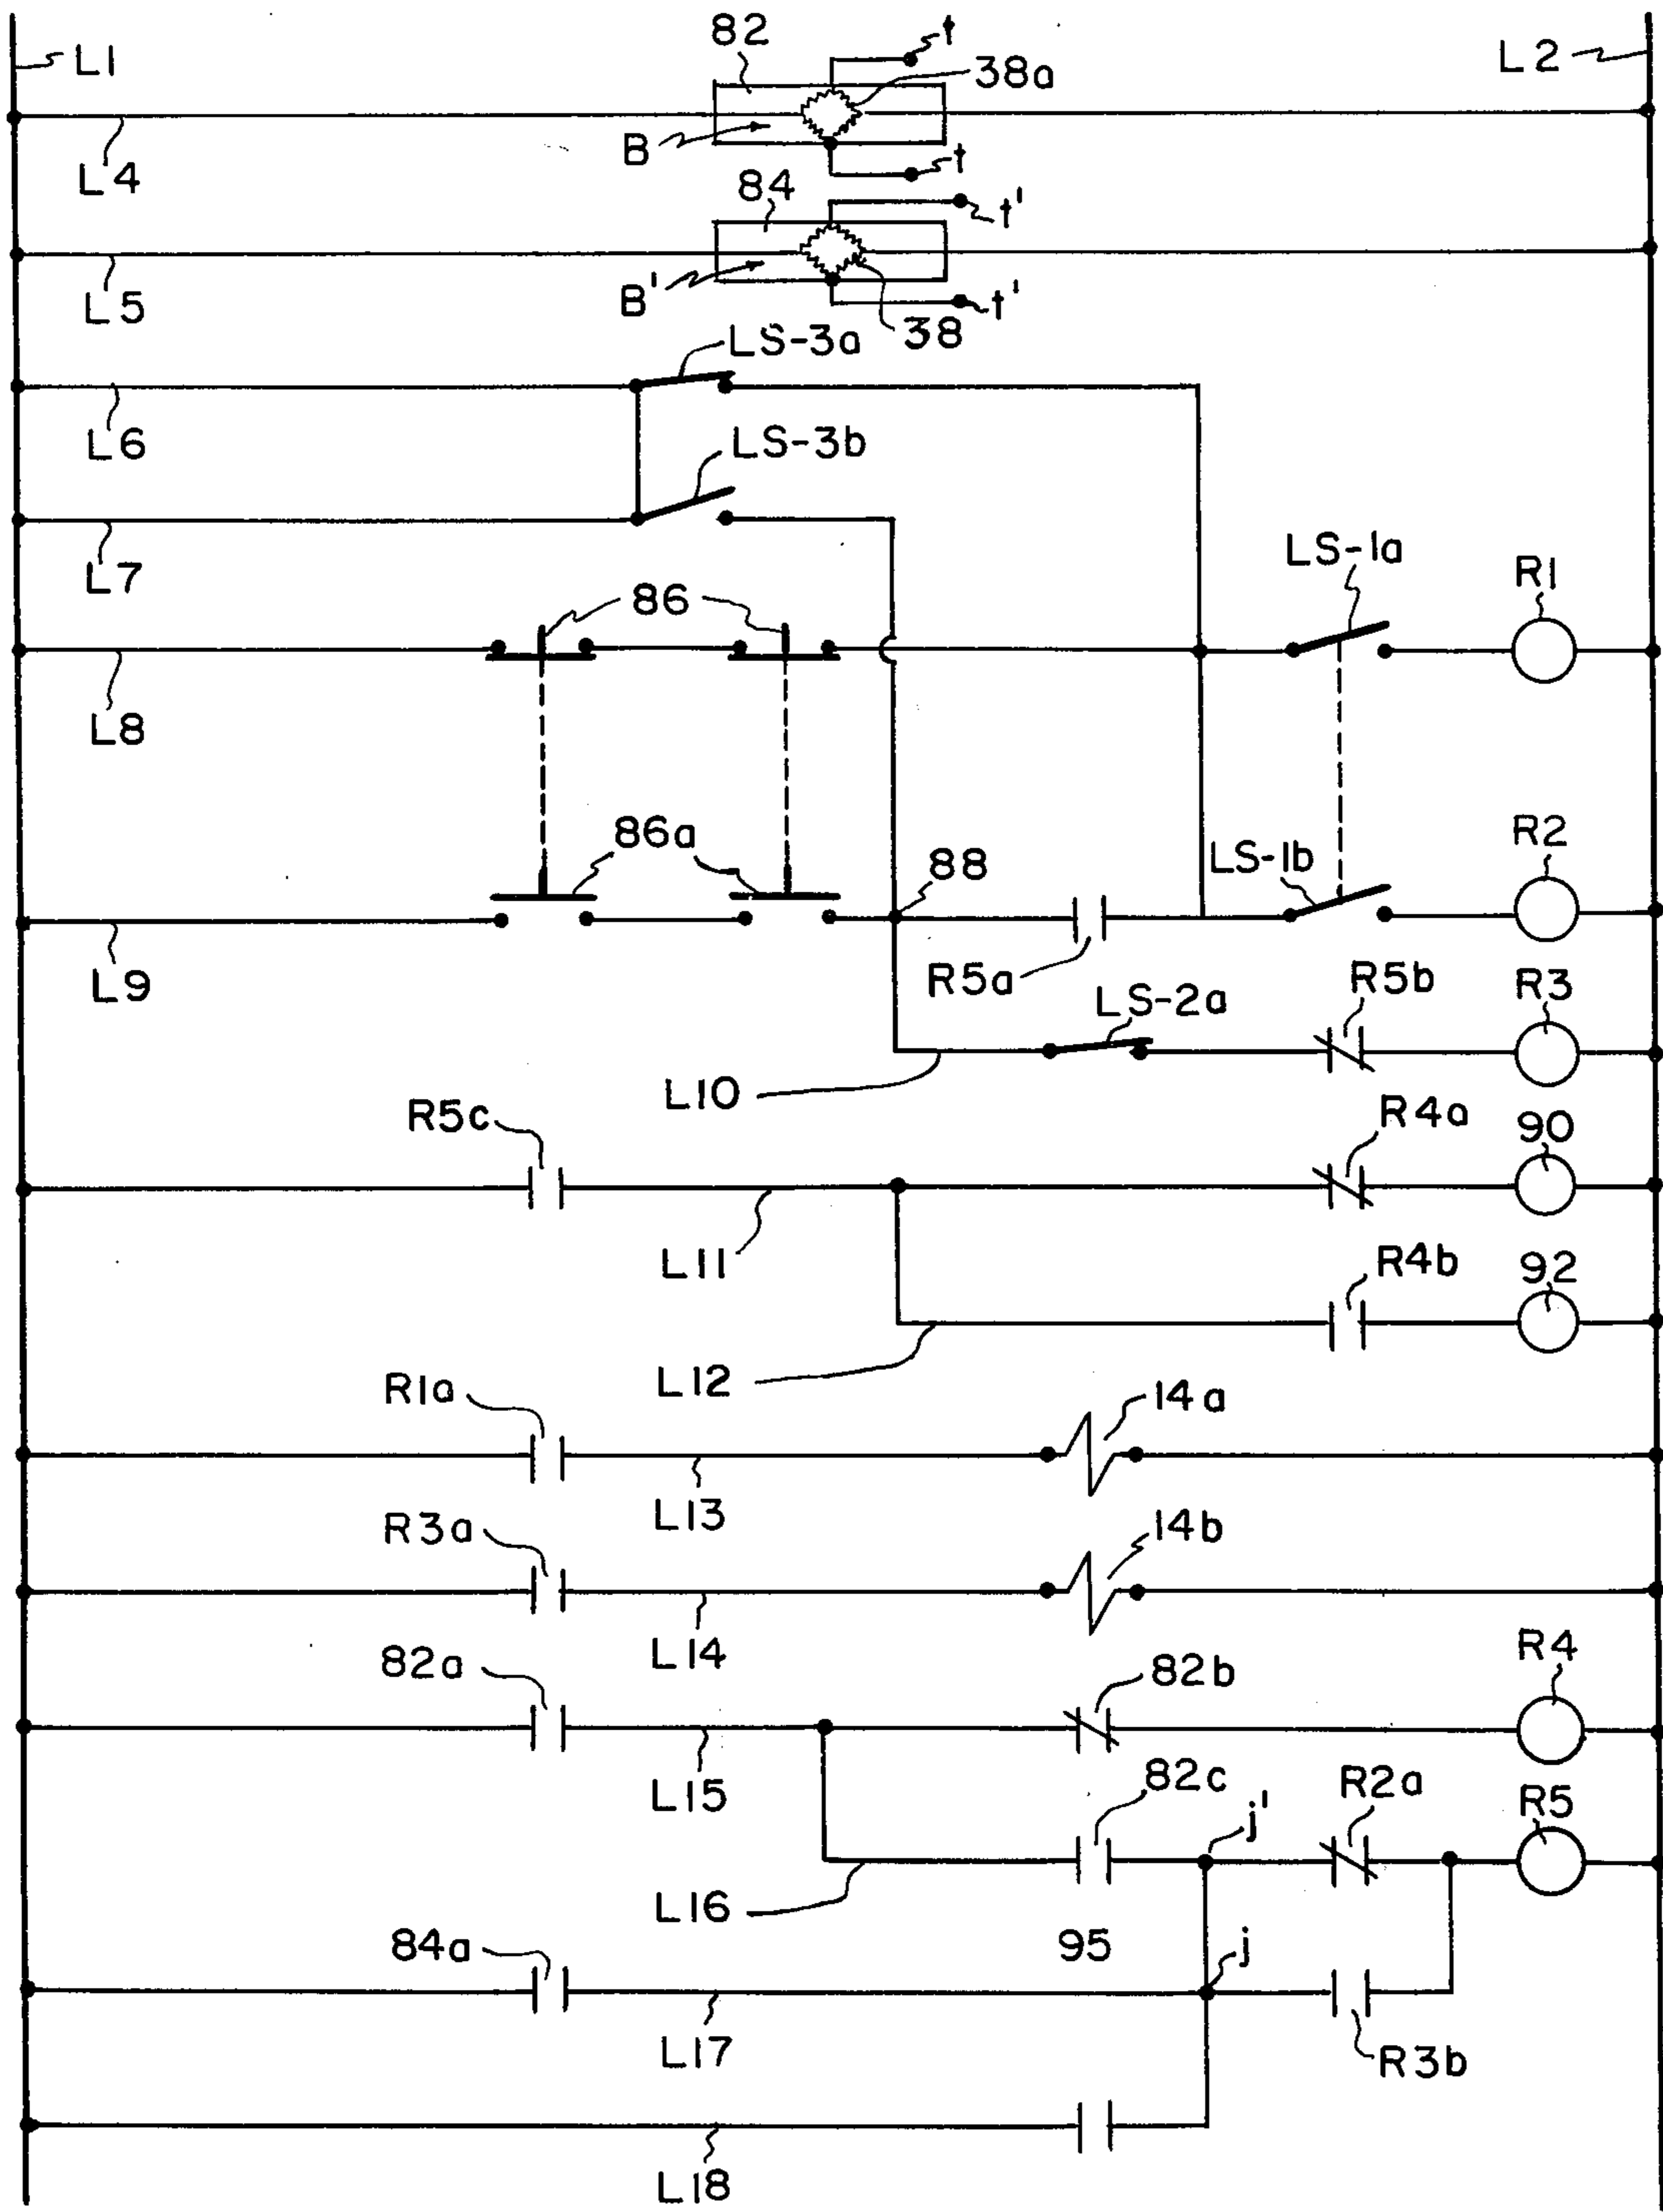 82
t
L1
38a
L2
B
t
L4
84
t'
B'
L5
38
t'
LS-3a
L6
LS-3b
L7
LS-1a
R1
86
L8
86a
88
LS-1b
R2
L9
R5a
LS-2a
R5b
R3
L10
R5c
R4a
90
L11
R4b
92
L12
R1a
14a
L13
R3a
14b
L14
82a
82b
R4
L15
82c
R2a
j'
R5
L16
84a
95
j
L17
R3b
L18